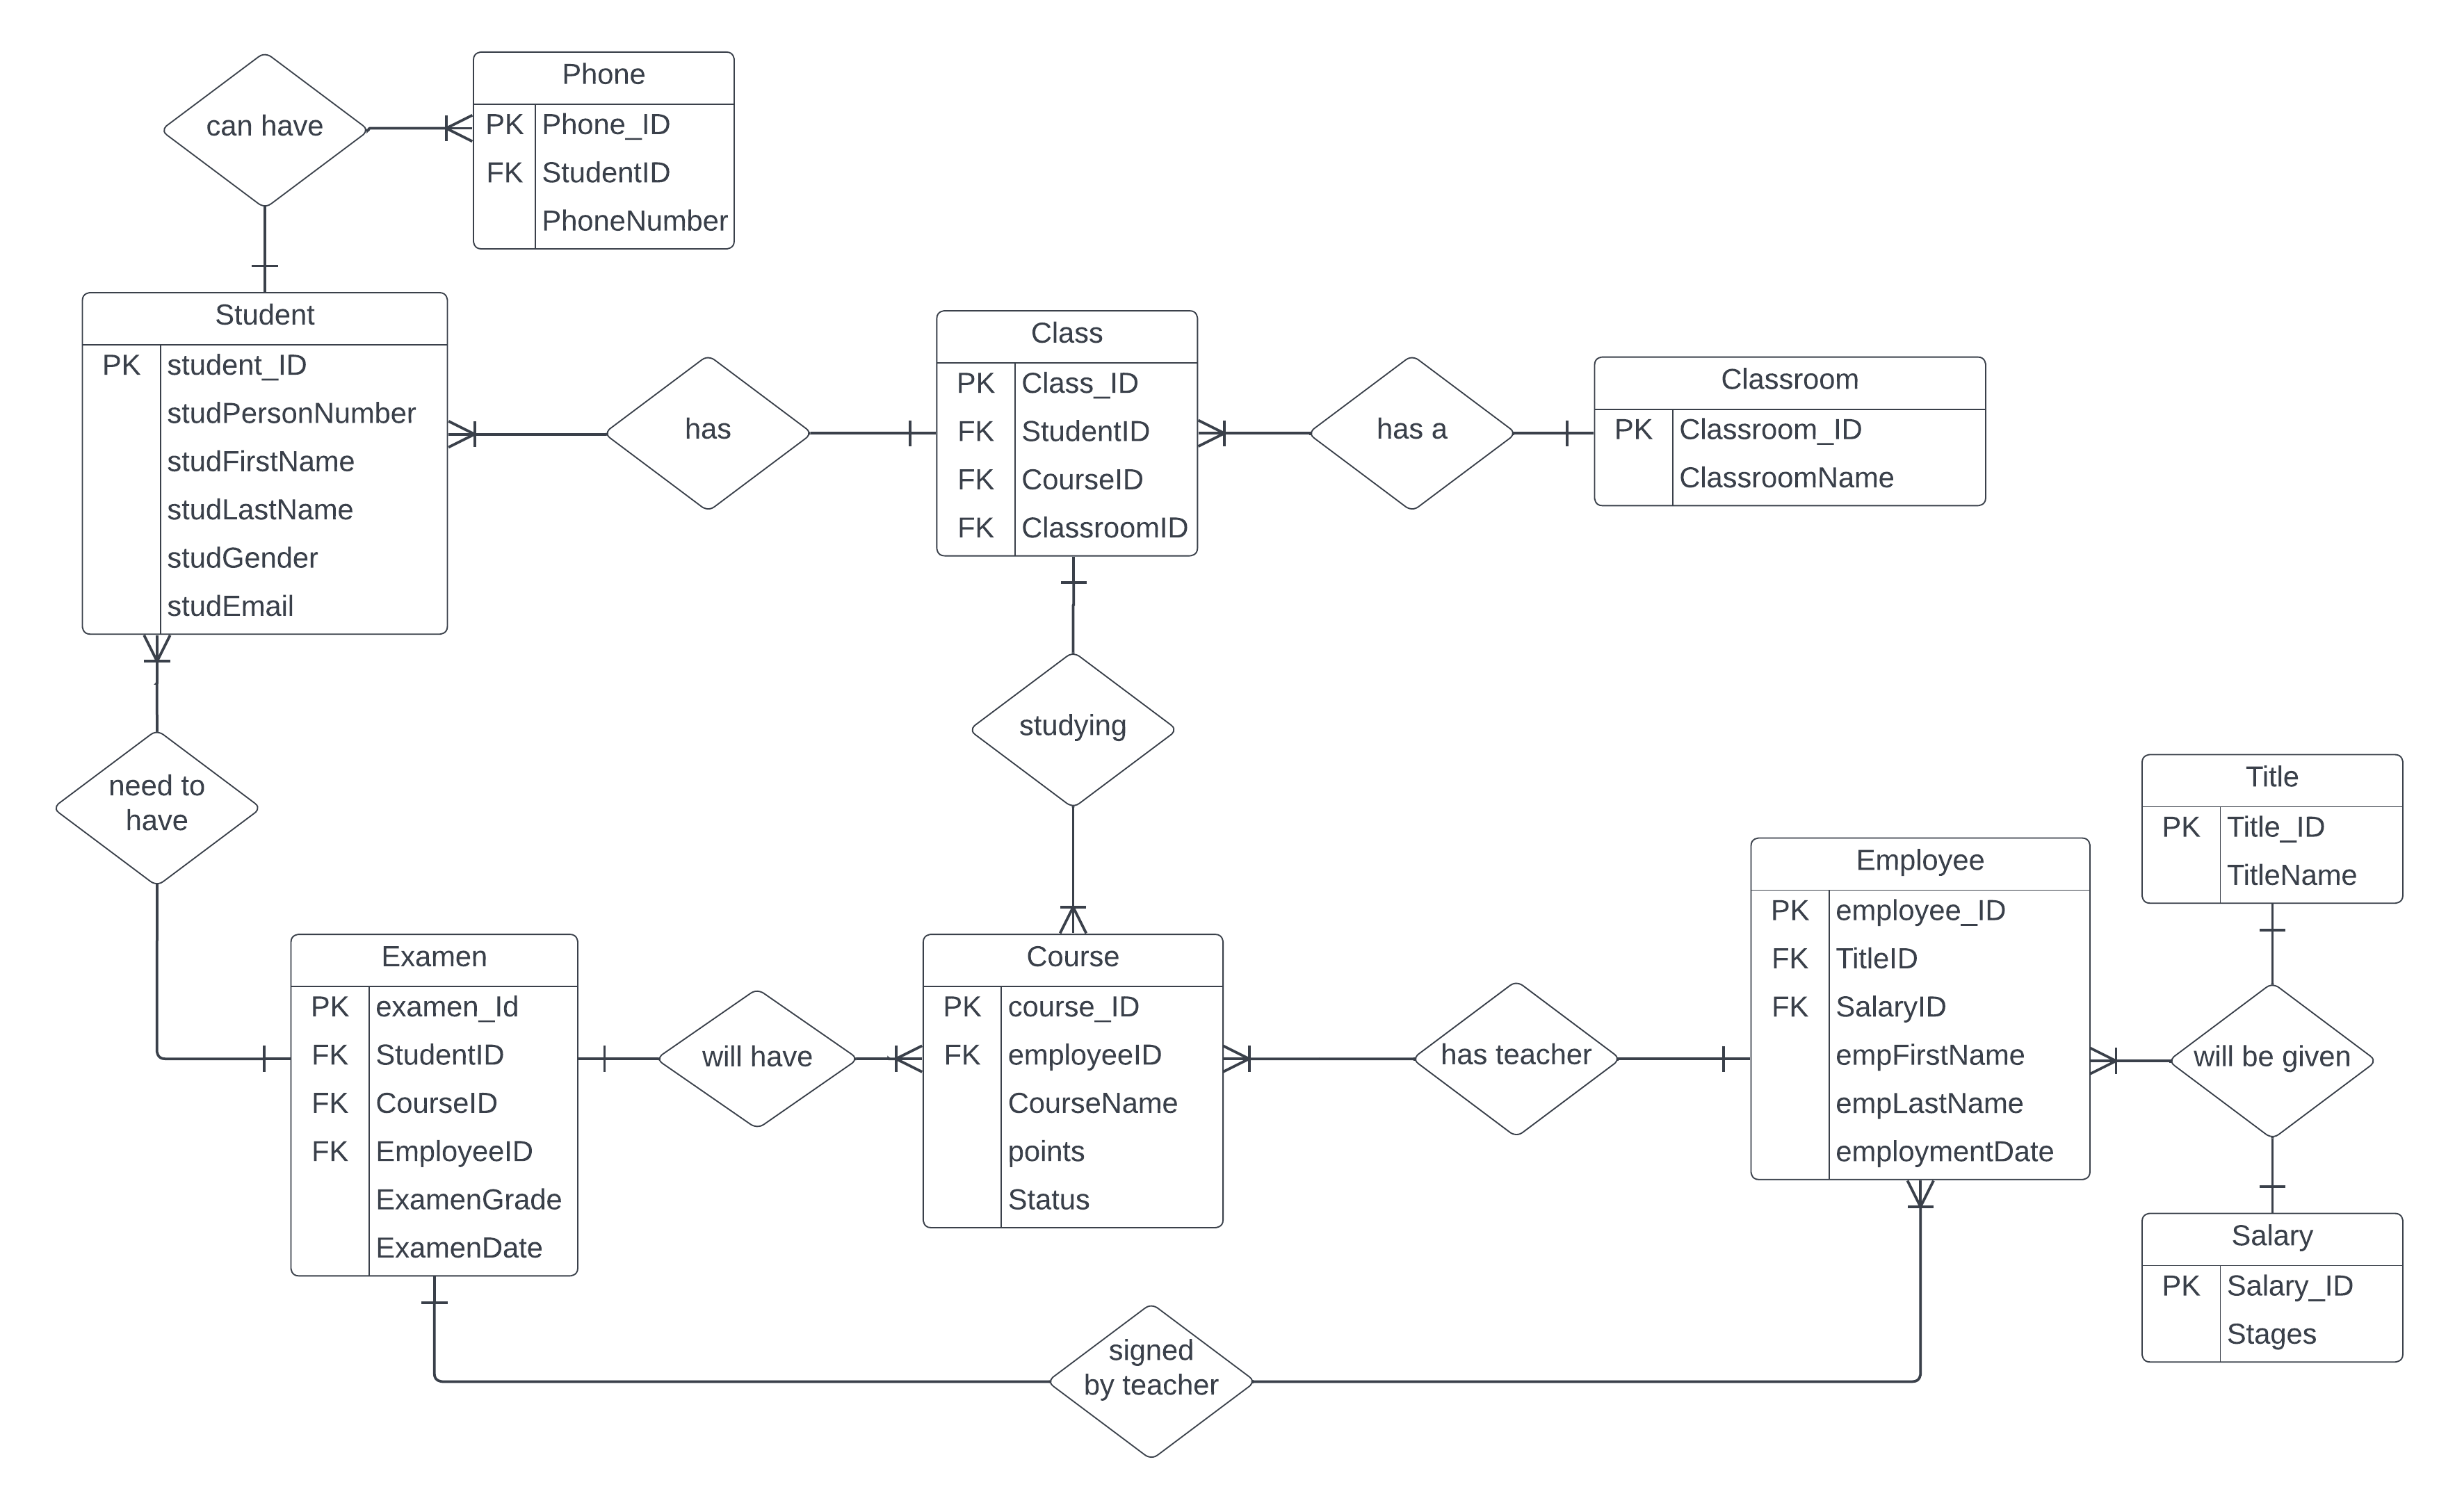 can have
Phone
PK Phone_ID
FK StudentID
PhoneNumber
Student
PK student_ID
studPersonNumber
studFirstName
studLastName
studGender
studEmail
has
Class
PK Class_ID
FK StudentID
FK CourseID
FK ClassroomID
has a
Classroom
PK Classroom_ID
ClassroomName
need to
have
studying
Title
PK Title_ID
TitleName
Examen
PK examen_Id
FK StudentID
FK CourseID
FK EmployeeID
ExamenGrade
ExamenDate
will have
Course
PK course_ID
FK employeeID
CourseName
points
Status
has teacher
Employee
PK employee_ID
FK TitleID
FK SalaryID
empFirstName
empLastName
employmentDate
will be given
Salary
PK Salary_ID
Stages
signed
by teacher